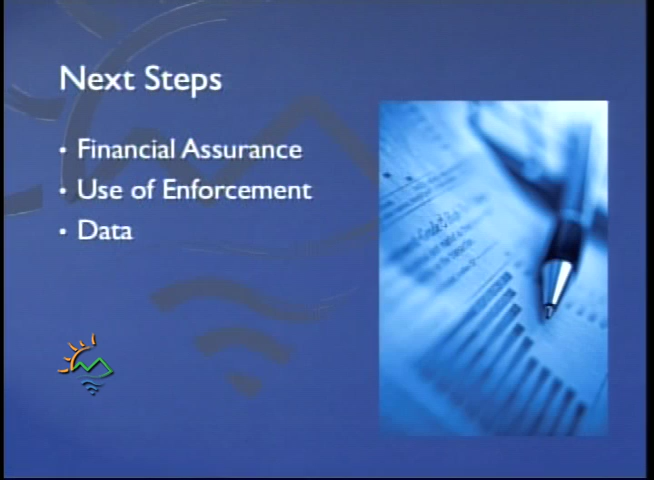 Next Steps
• Financial Assurance
• Use of Enforcement
• Data